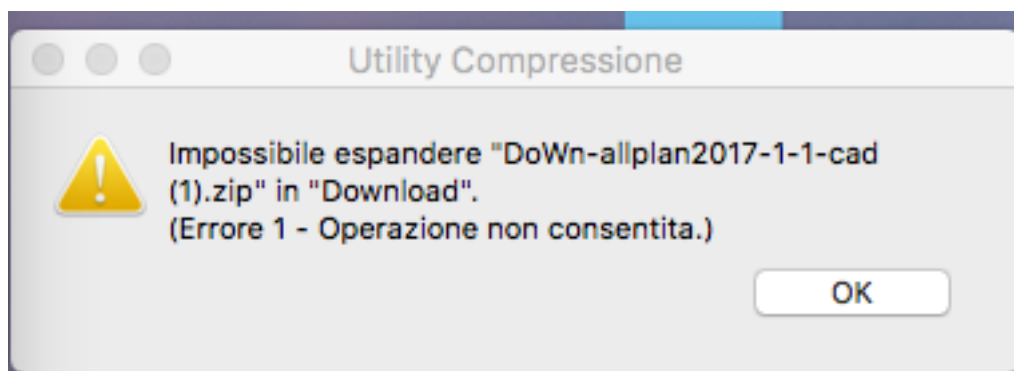 Utility Compressione
Impossibile espandere "DoWn-allplan2017-1-1-cad
(1).zip" in "Download".
(Errore 1 - Operazione non consentita.)
OK